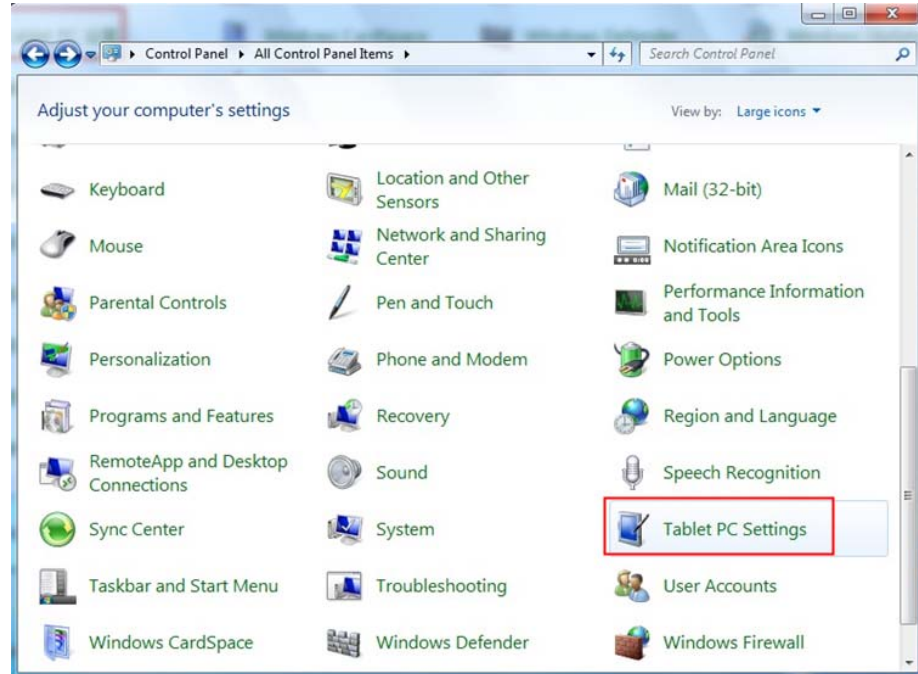 Control Panel All Control Panel Items Search Control Panel
Adjust your computer's settings View by: Large icons
Keyboard
Location and Other
Sensors
Mail (32-bit)
Mouse
Network and Sharing
Center
Notification Area Icons
Parental Controls
Pen and Touch
Performance Information
and Tools
Personalization
Phone and Modem
Power Options
Programs and Features
Recovery
Region and Language
RemoteApp and Desktop
Connections
Sound
Speech Recognition
Sync Center
System
Tablet PC Settings
Taskbar and Start Menu
Troubleshooting
User Accounts
Windows CardSpace
Windows Defender
Windows Firewall